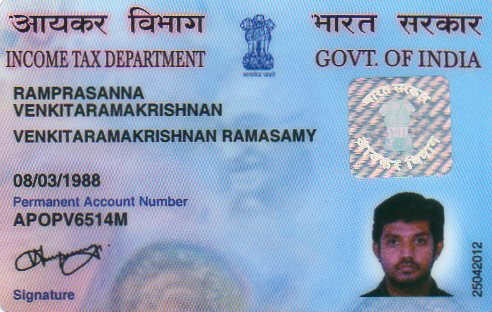 आयकर विभाग
INCOME TAX DEPARTMENT
भारत सरकार
GOVT. OF INDIA
RAMPRASANNA
VENKITARAMAKRISHNAN
VENKITARAMAKRISHNAN RAMASAMY
08/03/1988
Permanent Account Number
APOPV6514M
Signature
भारत सरकार
आयकर विभाग
25042012